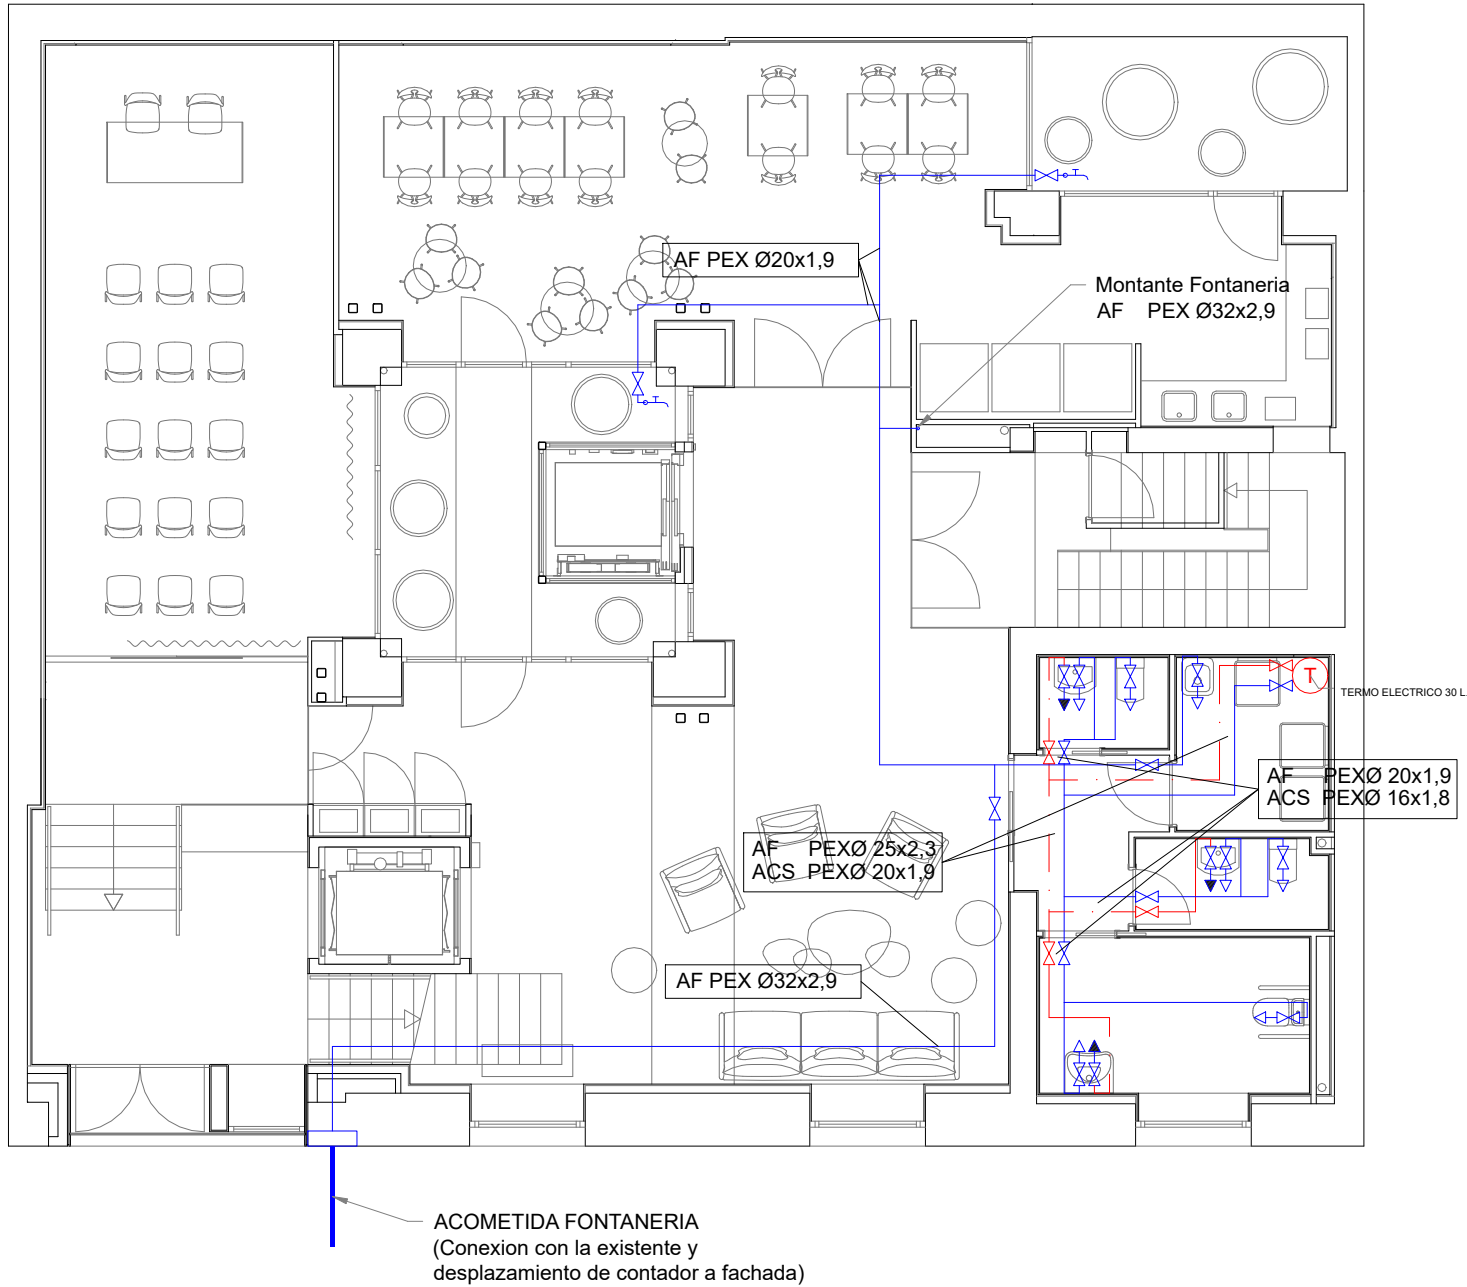 AF PEX Ø20x1,9
Montante Fontaneria
AF PEX Ø32x2,9
T
TERMO ELECTRICO 30 L.
AF PEXØ 20x1,9
ACS PEXØ 16x1,8
AF PEXØ 25x2,3
ACS PEXØ 20x1,9
AF PEX Ø32x2,9
ACOMETIDA FONTANERIA
(Conexion con la existente y
desplazamiento de contador a fachada)